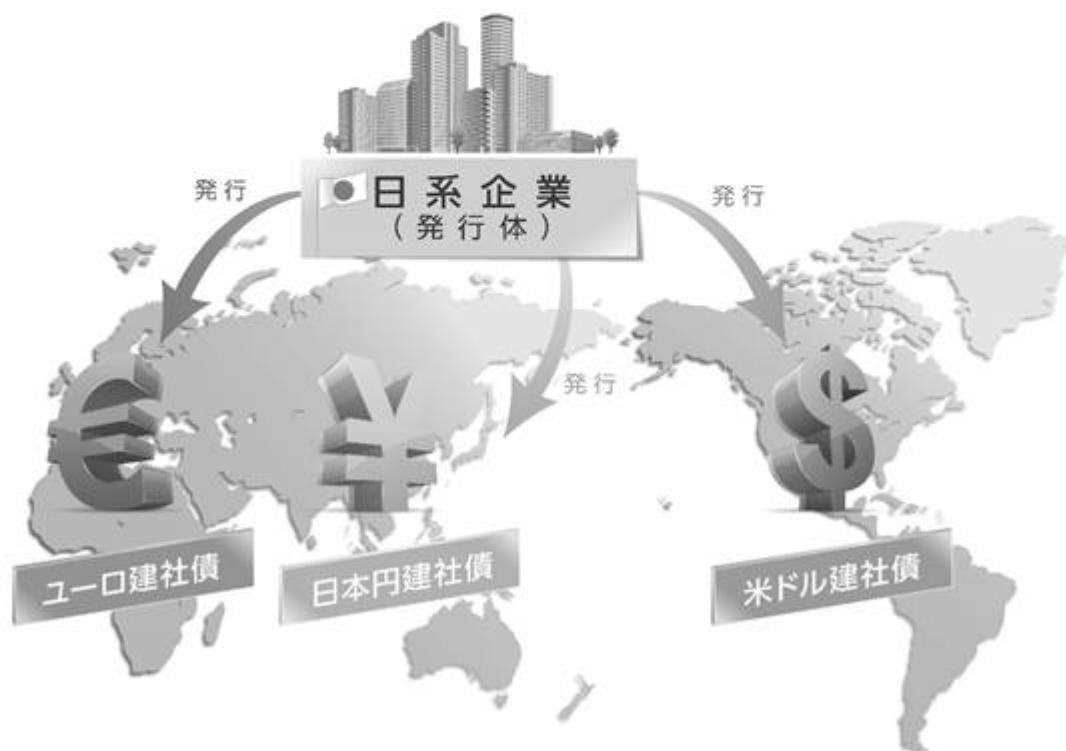 日系企業
(発行体)
発行
発行
発行
ユーロ建社債
日本円建社債
米ドル建社債